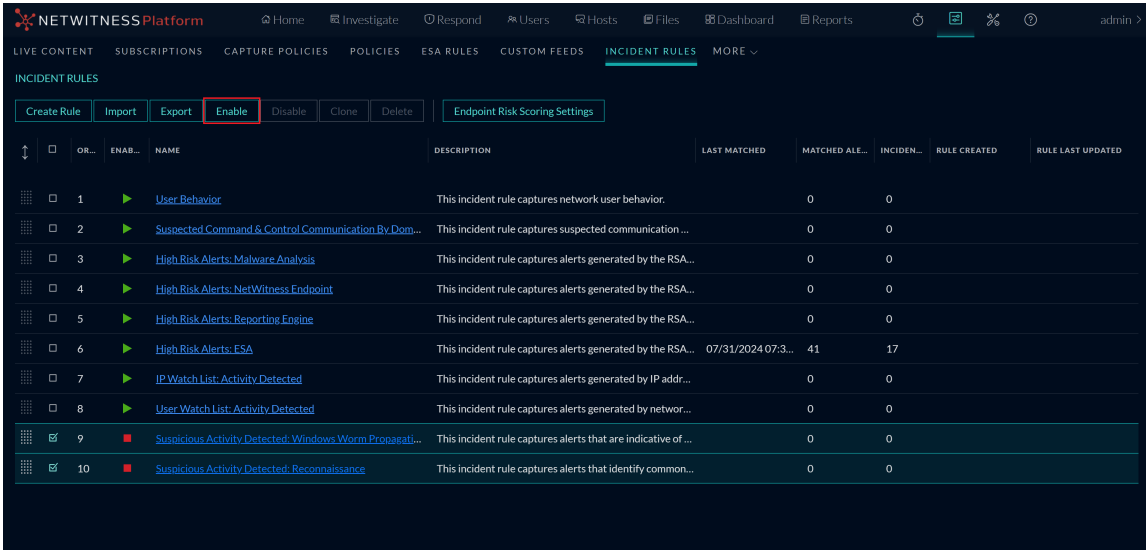 NETWITNESS Platform Home Investigate Respond Users Hosts Files Dashboard Reports admin >
LIVE CONTENT SUBSCRIPTIONS CAPTURE POLICIES POLICIES ESA RULES CUSTOM FEEDS INCIDENT RULES MORE
INCIDENT RULES
Create Rule Import Export Enable Disable Clone Delete Endpoint Risk Scoring Settings
OR... ENAB... NAME DESCRIPTION LAST MATCHED MATCHED ALE... INCIDEN... RULE CREATED RULE LAST UPDATED
1 User Behavior This incident rule captures network user behavior. 0 0
2 Suspected Command & Control Communication By Dom... This incident rule captures suspected communication ... 0 0
3 High Risk Alerts: Malware Analysis This incident rule captures alerts generated by the RSA... 0 0
4 High Risk Alerts: NetWitness Endpoint This incident rule captures alerts generated by the RSA... 0 0
5 High Risk Alerts: Reporting Engine This incident rule captures alerts generated by the RSA... 0 0
6 High Risk Alerts: ESA This incident rule captures alerts generated by the RSA... 07/31/2024 07:3... 41 17
7 IP Watch List: Activity Detected This incident rule captures alerts generated by IP addr... 0 0
8 User Watch List: Activity Detected This incident rule captures alerts generated by networ... 0 0
9 Suspicious Activity Detected: Windows Worm Propagati... This incident rule captures alerts that are indicative of ... 0 0
10 Suspicious Activity Detected: Reconnaissance This incident rule captures alerts that identify common... 0 0